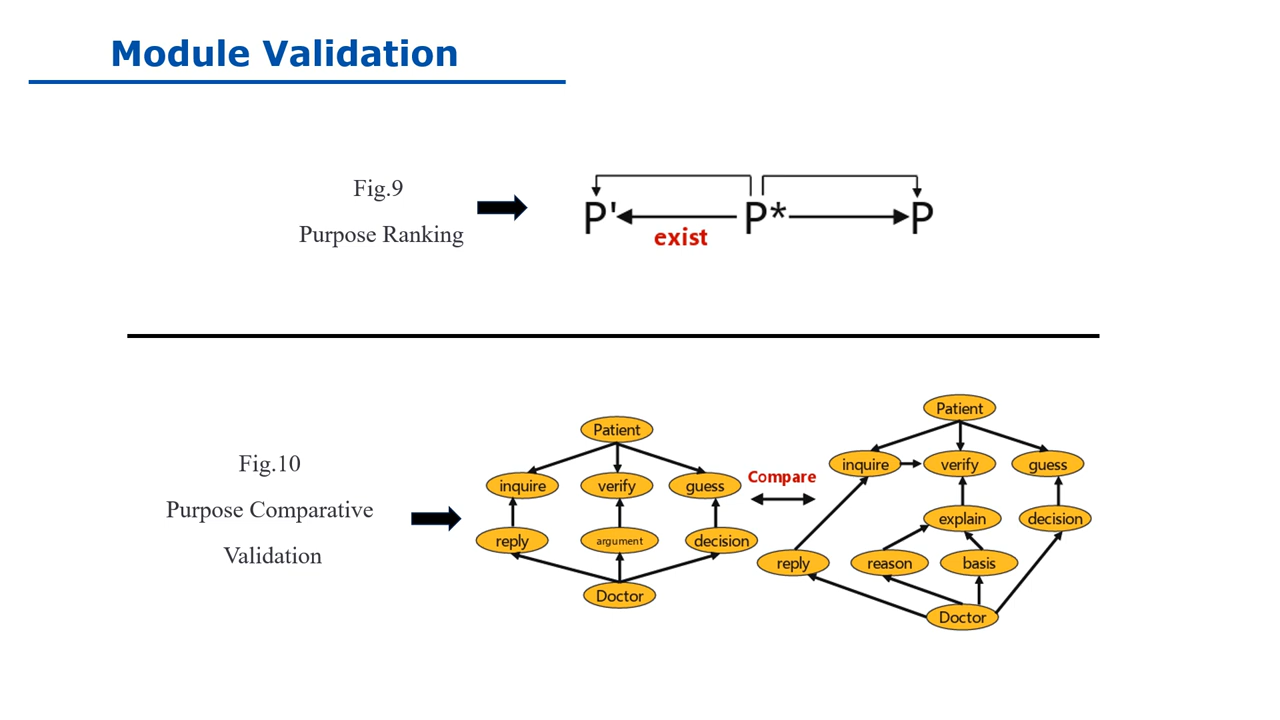 Module Validation
Fig.9
Purpose Ranking
P' P* P
exist
Fig.10
Purpose Comparative
Validation
Patient
inquire verify guess
reply argument decision
Doctor
Compare
Patient
inquire verify guess
explain decision
reply reason basis
Doctor